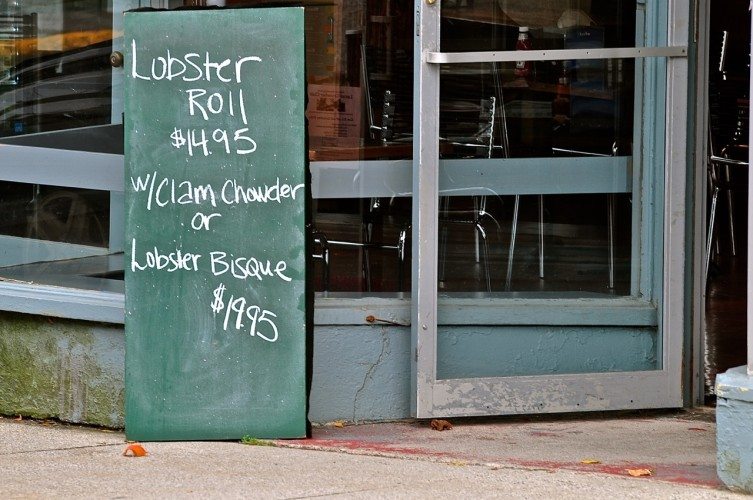 Lobster
Roll
$14.95
w/Clam Chowder
or
Lobster Bisque
$19.95